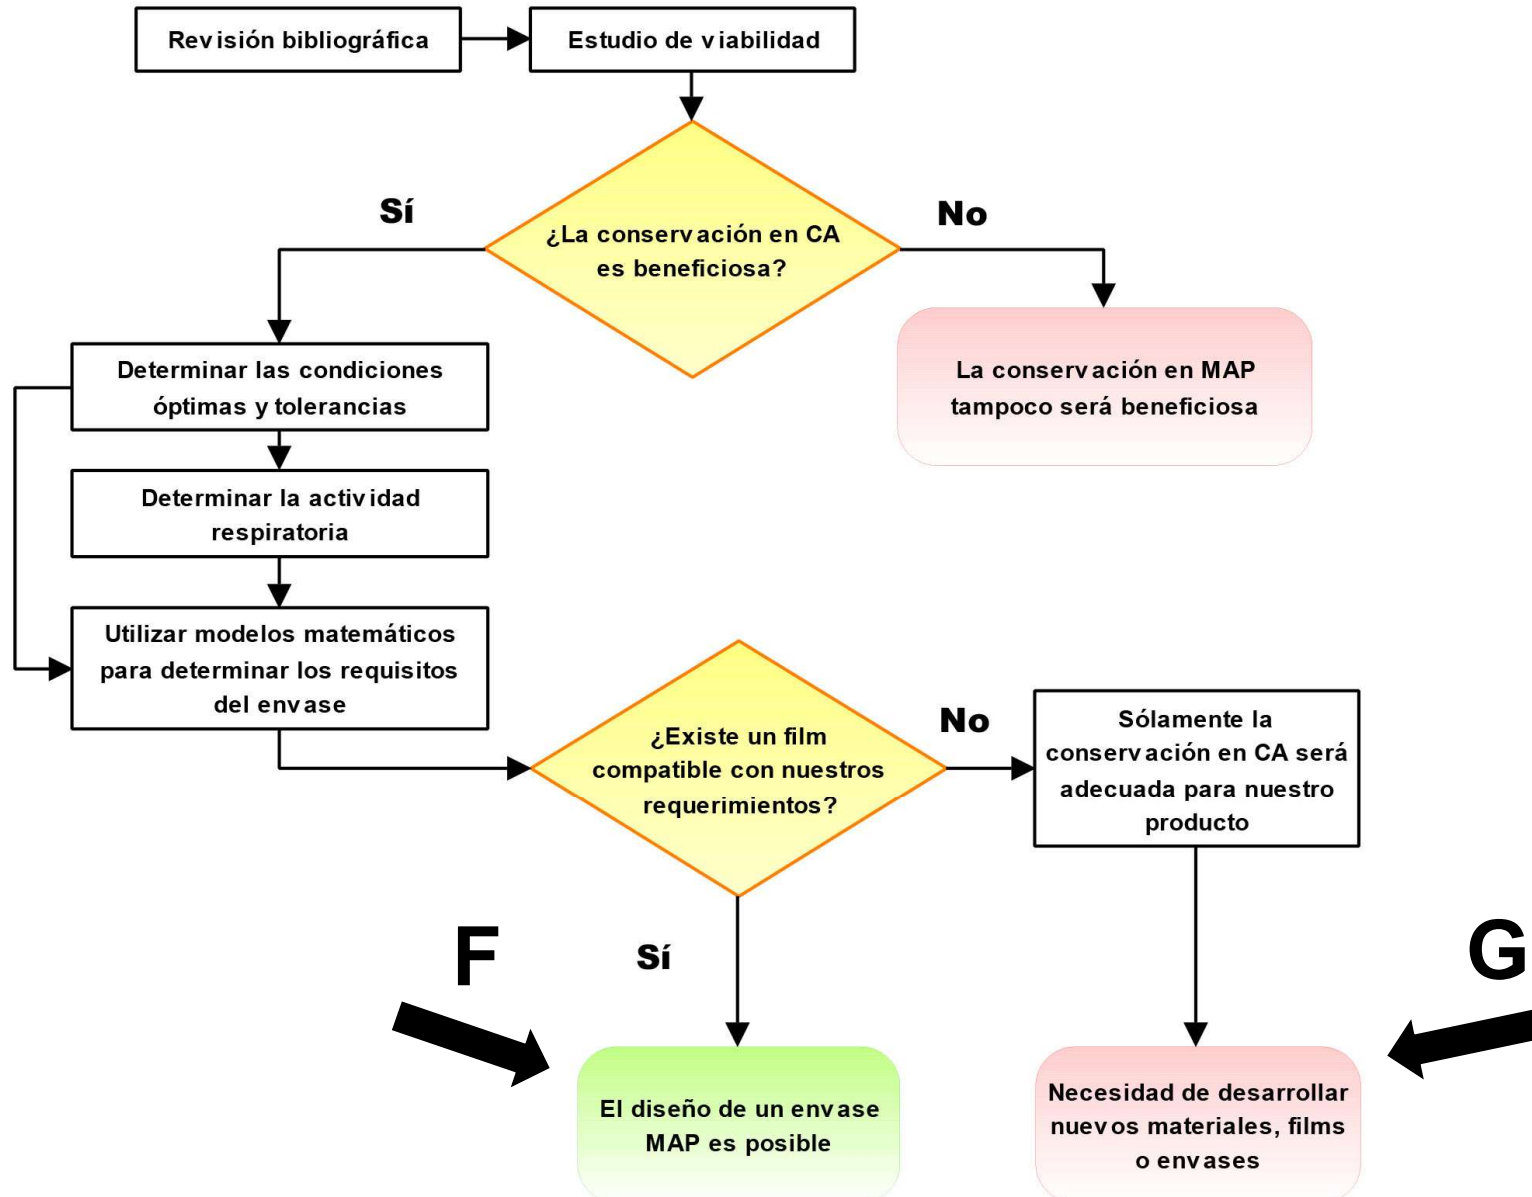 Revisión bibliográfica
Estudio de viabilidad
¿La conservación en CA
es beneficiosa?
Sí
No
La conservación en MAP
tampoco será beneficiosa
Determinar las condiciones
óptimas y tolerancias
Determinar la actividad
respiratoria
Utilizar modelos matemáticos
para determinar los requisitos
del envase
¿Existe un film
compatible con nuestros
requerimientos?
No
Sólamente la
conservación en CA será
adecuada para nuestro
producto
Sí
F
G
El diseño de un envase
MAP es posible
Necesidad de desarrollar
nuevos materiales, films
o envases